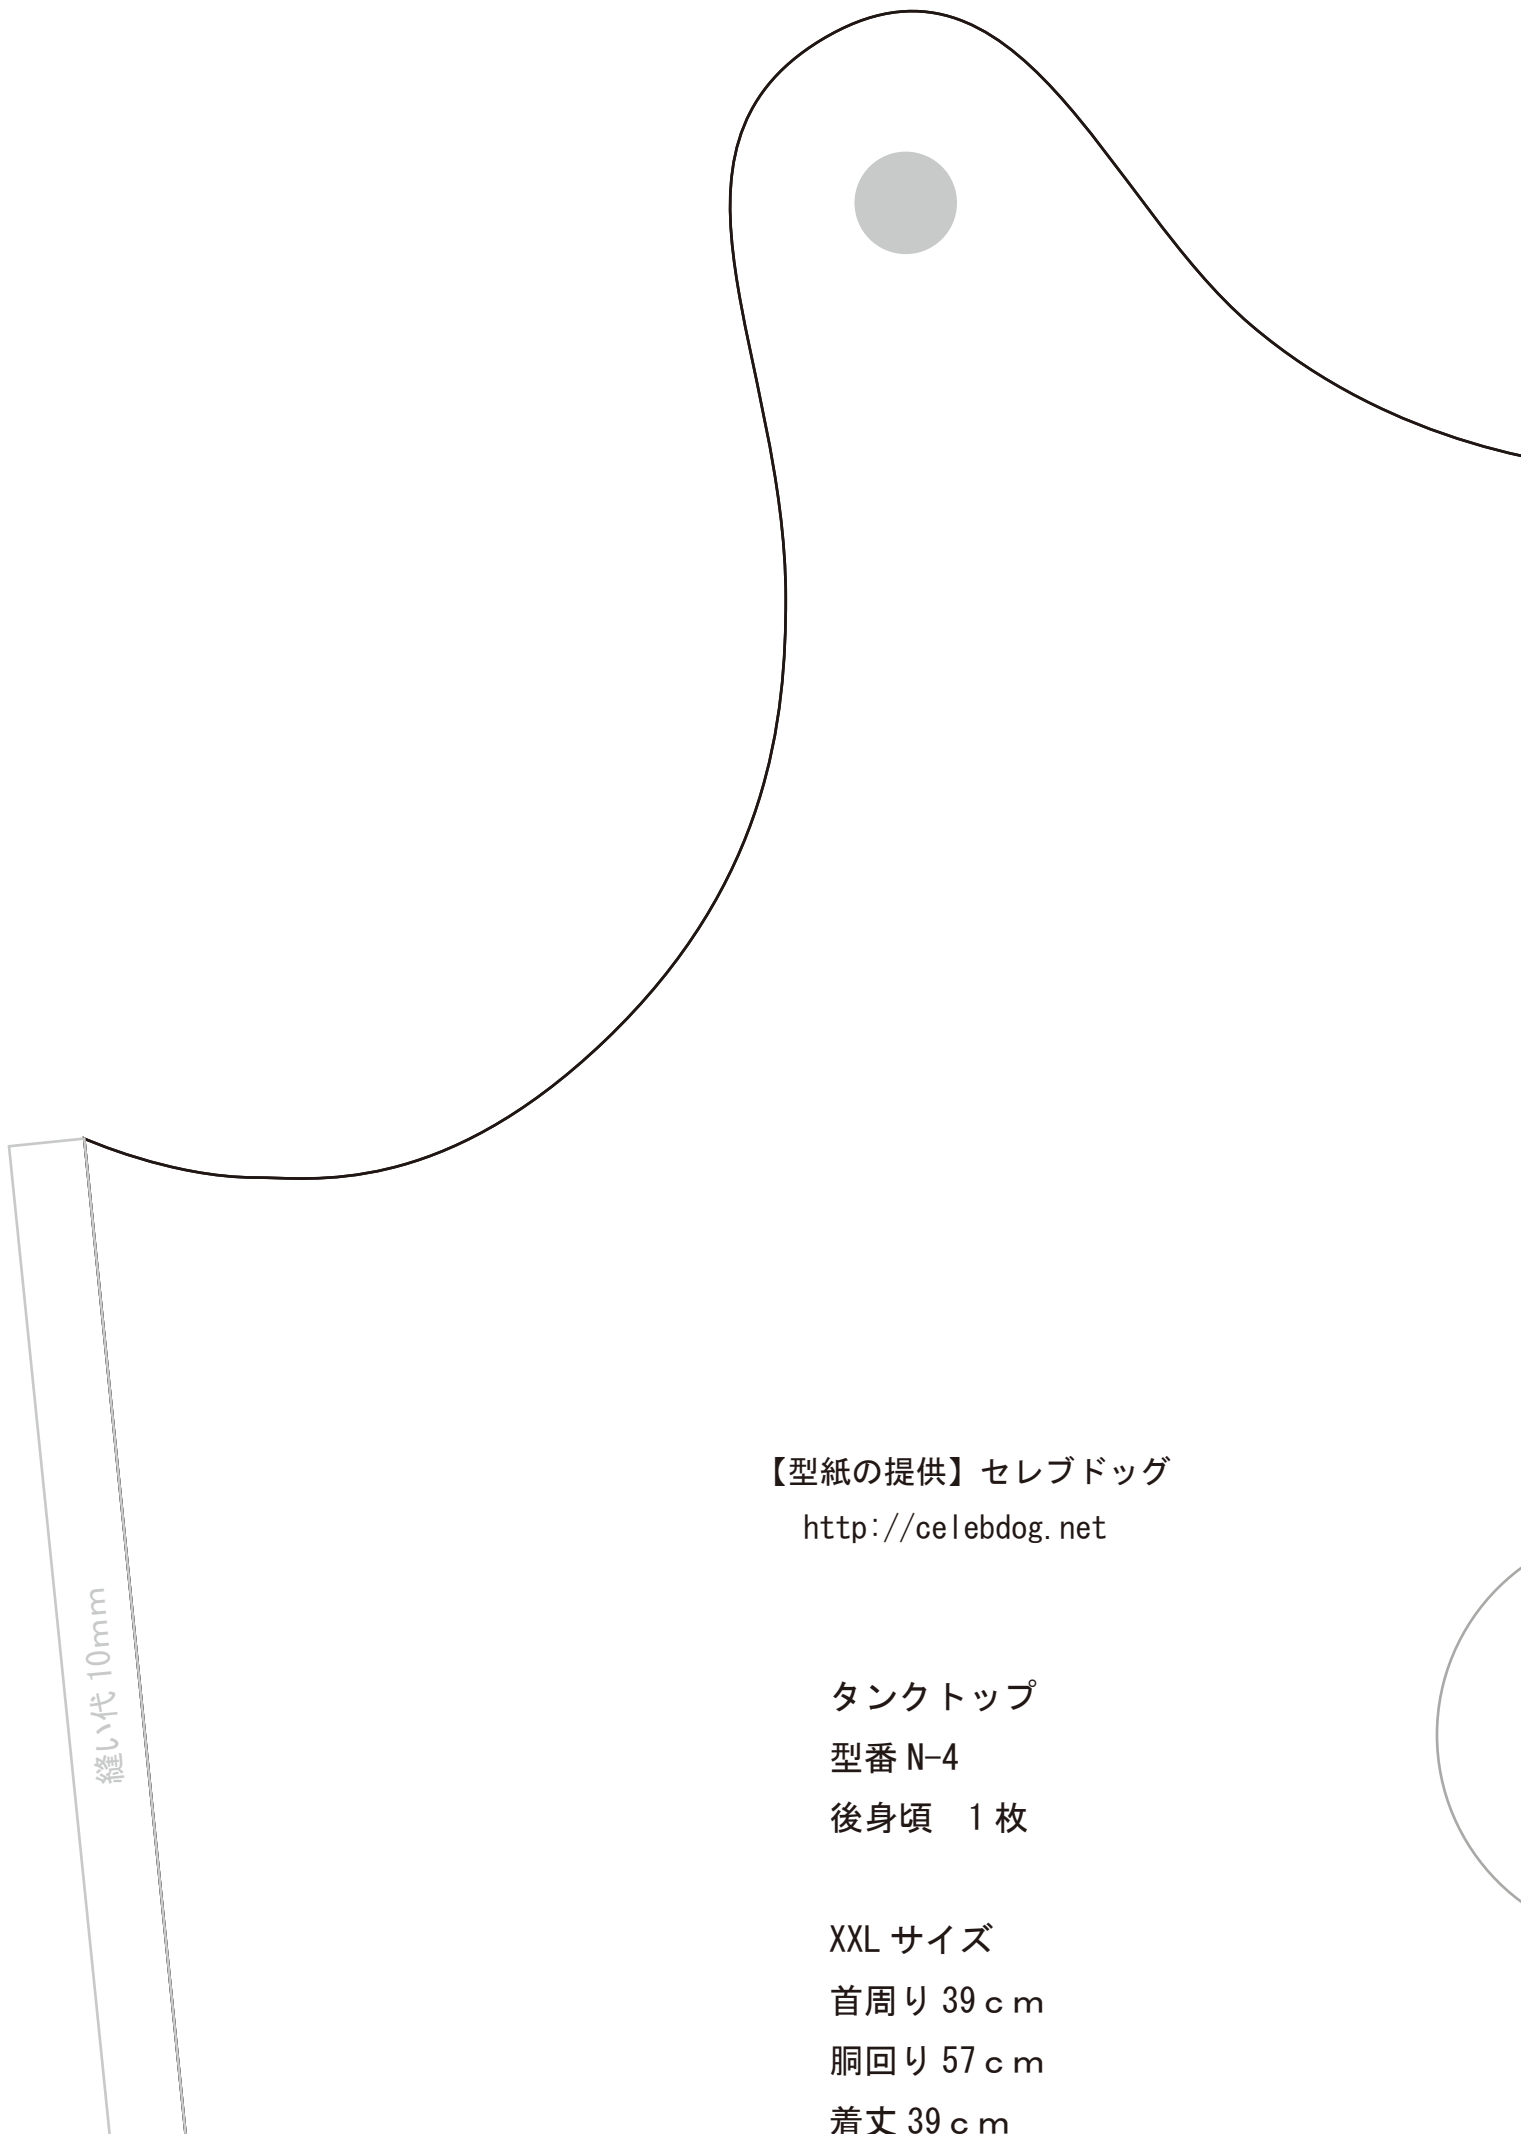 【型紙の提供】セレブドッグ
http://celebdog.net
縫い代 10mm
タンクトップ
型番 N-4
後身頃　1 枚
XXL サイズ
首周り 39ｃｍ
胴回り 57ｃｍ
着丈 39ｃｍ